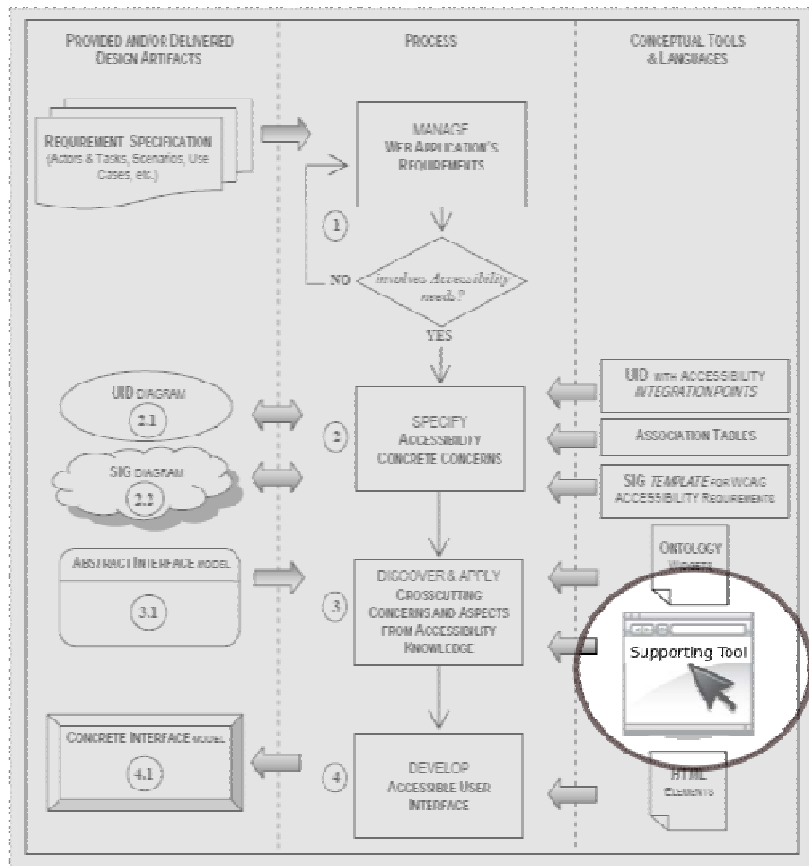 PROVIDED AND/OR DELIVERED
DESIGN ARTIFACTS
PROCESS
CONCEPTUAL TOOLS
& LANGUAGES
REQUIREMENT SPECIFICATION
(Actors & Tasks, Scenarios, Use
Cases, etc.)
MANAGE
WEB APPLICATION'S
REQUIREMENTS
1
NO
involves Accessibility
needs?
YES
UID DIAGRAM
2.1
SIG DIAGRAM
2.2
2
SPECIFY
ACCESSIBILITY
CONCRETE CONCERNS
UID WITH ACCESSIBILITY
INTEGRATION POINTS
ASSOCIATION TABLES
SIG TEMPLATE FOR WCAG
ACCESSIBILITY REQUIREMENTS
ABSTRACT INTERFACE MODEL
3.1
3
DISCOVER & APPLY
CROSSCUTTING
CONCERNS AND ASPECTS
FROM ACCESSIBILITY
KNOWLEDGE
ONTOLOGY
WIDGETS
Supporting Tool
CONCRETE INTERFACE MODEL
4.1
4
DEVELOP
ACCESSIBLE USER
INTERFACE
HTML
ELEMENTS